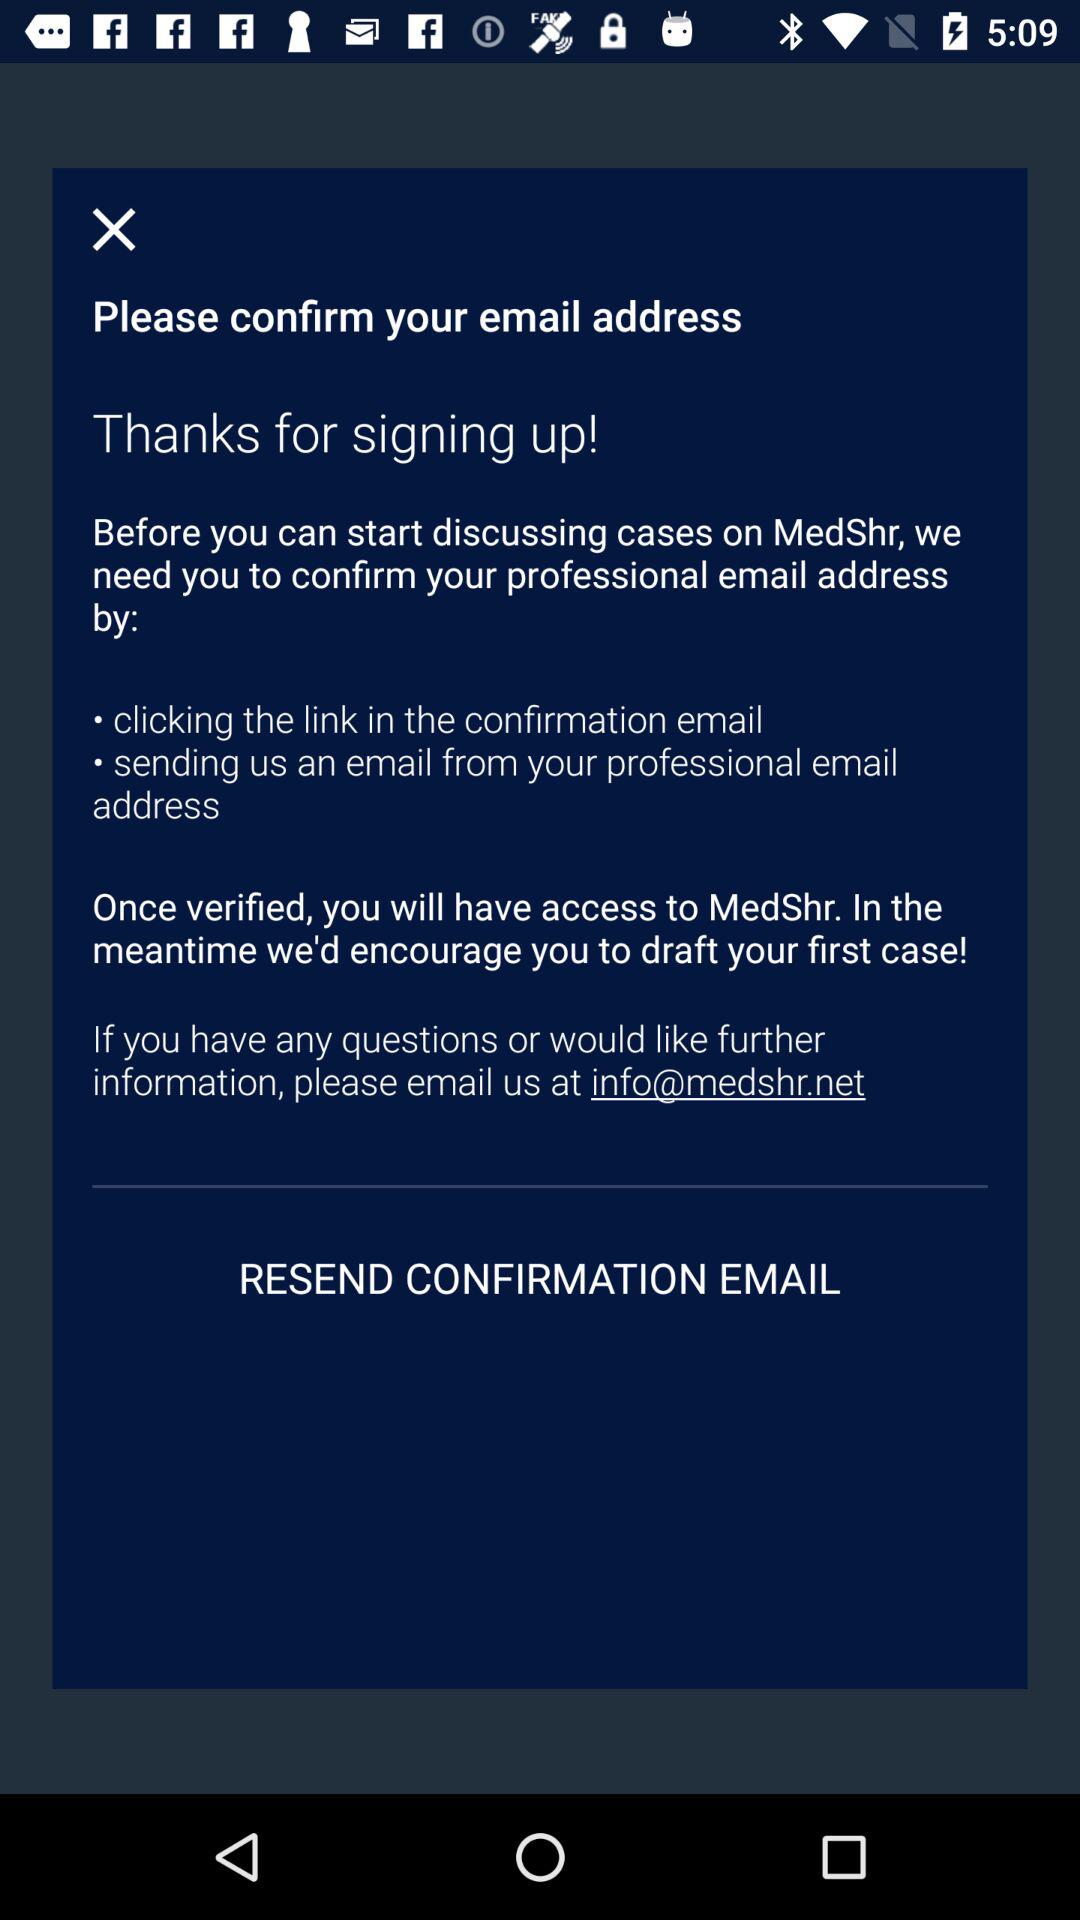 FAKE
5:09
Please confirm your email address
Thanks for signing up!
Before you can start discussing cases on MedShr, we
need you to confirm your professional email address
by:
• clicking the link in the confirmation email
• sending us an email from your professional email
address
Once verified, you will have access to MedShr. In the
meantime we'd encourage you to draft your first case!
If you have any questions or would like further
information, please email us at info@medshr.net
RESEND CONFIRMATION EMAIL